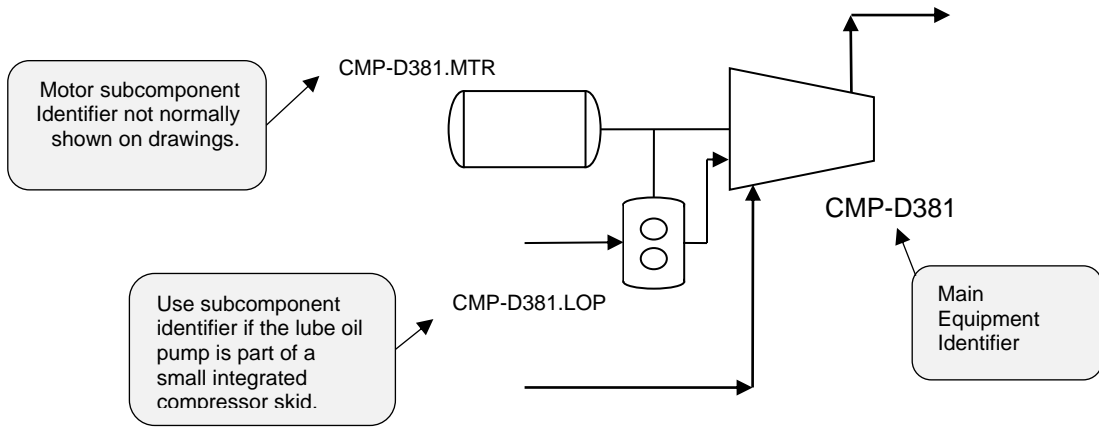 CMP-D381.MTR
Motor subcomponent
Identifier not normally
shown on drawings.
CMP-D381
CMP-D381.LOP
Use subcomponent
identifier if the lube oil
pump is part of a
small integrated
compressor skid.
Main
Equipment
Identifier